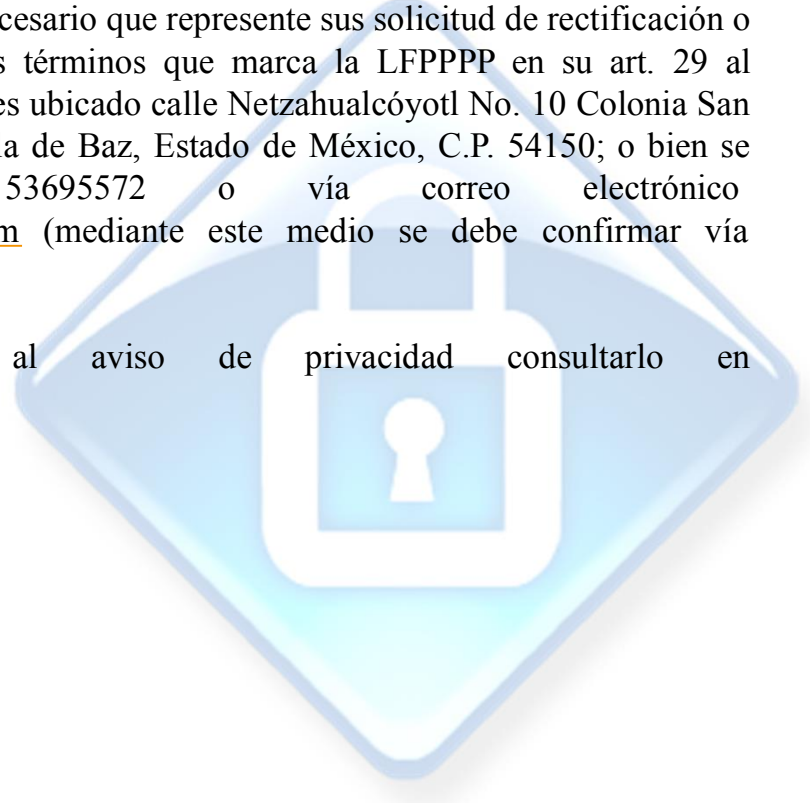 cesario que represente sus solicitud de rectificación o
s términos que marca la LFPPPP en su art. 29 al
es ubicado calle Netzahualcóyotl No. 10 Colonia San
la de Baz, Estado de México, C.P. 54150; o bien se
53695572 o vía correo electrónico
m (mediante este medio se debe confirmar vía
al aviso de privacidad consultarlo en